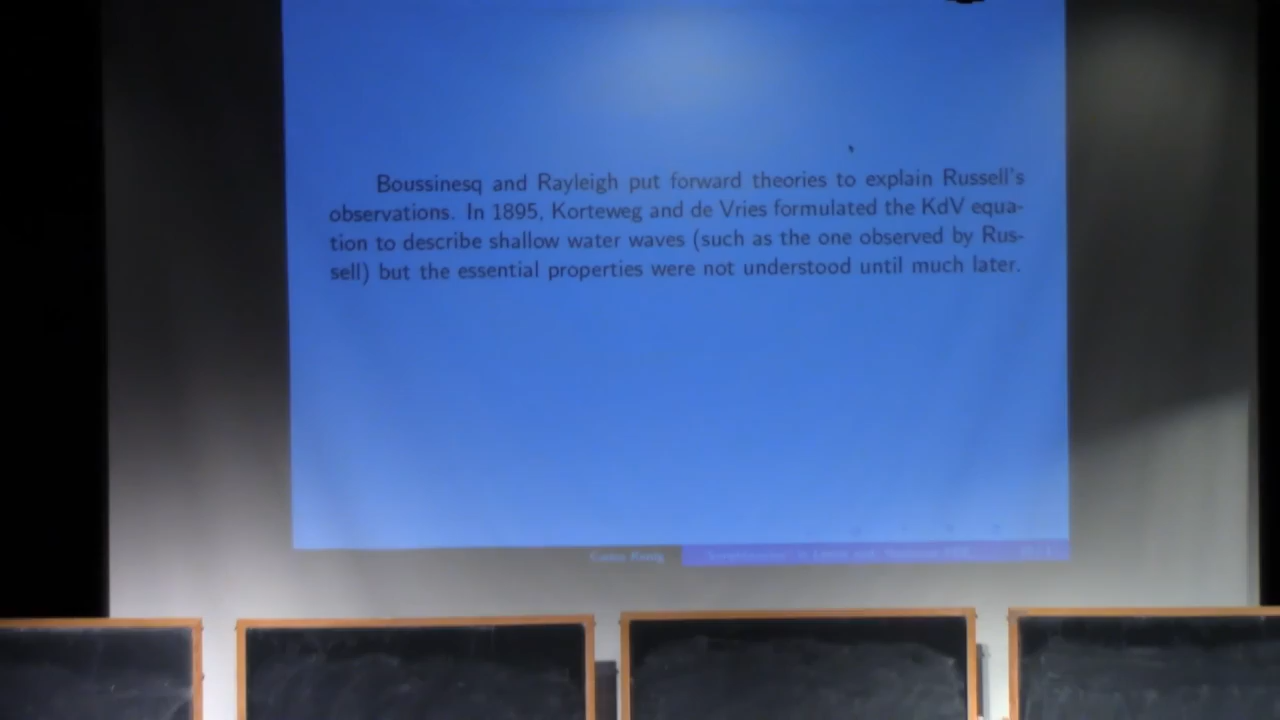 Boussinesq and Rayleigh put forward theories to explain Russell's
observations. In 1895, Korteweg and de Vries formulated the KdV equa-
tion to describe shallow water waves (such as the one observed by Rus-
sell) but the essential properties were not understood until much later.
Kenig